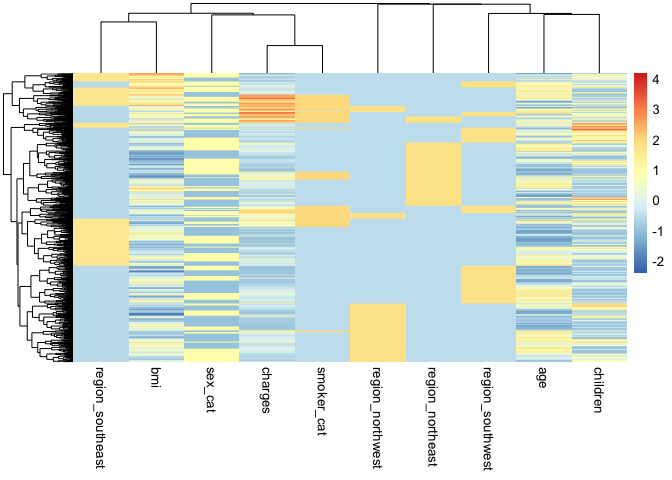 4
3
2
1
0
-1
-2
region_southeast
bmi
sex_cat
charges
smoker_cat
region_northwest
region_northeast
region_southwest
age
children